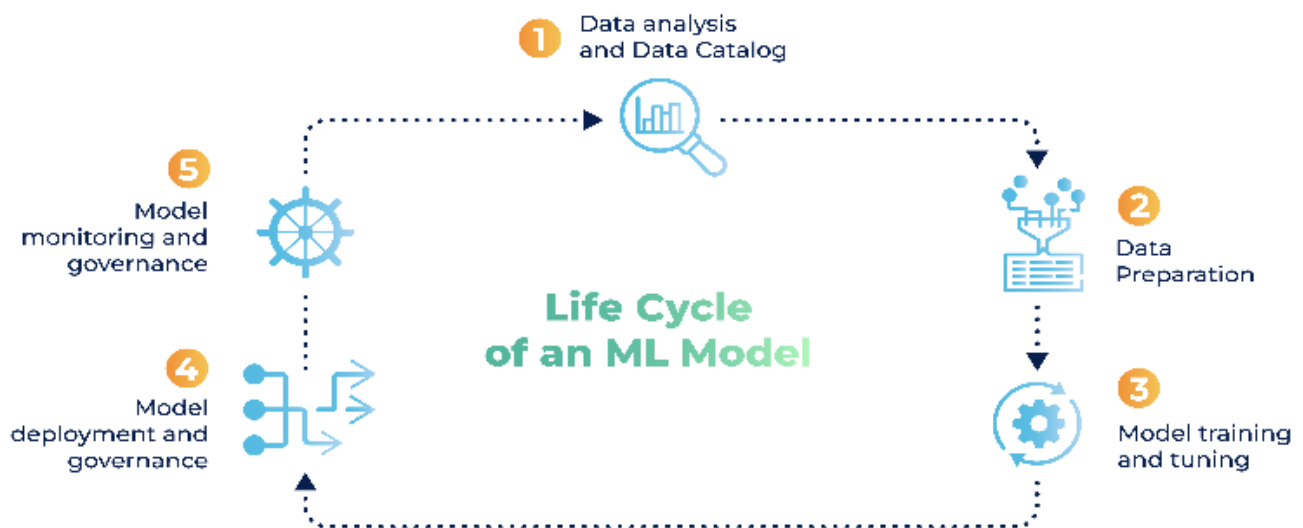 1
Data analysis
and Data Catalog
2
Data
Preparation
3
Model training
and tuning
4
Model
deployment and
governance
5
Model
monitoring and
governance
Life Cycle
of an ML Model